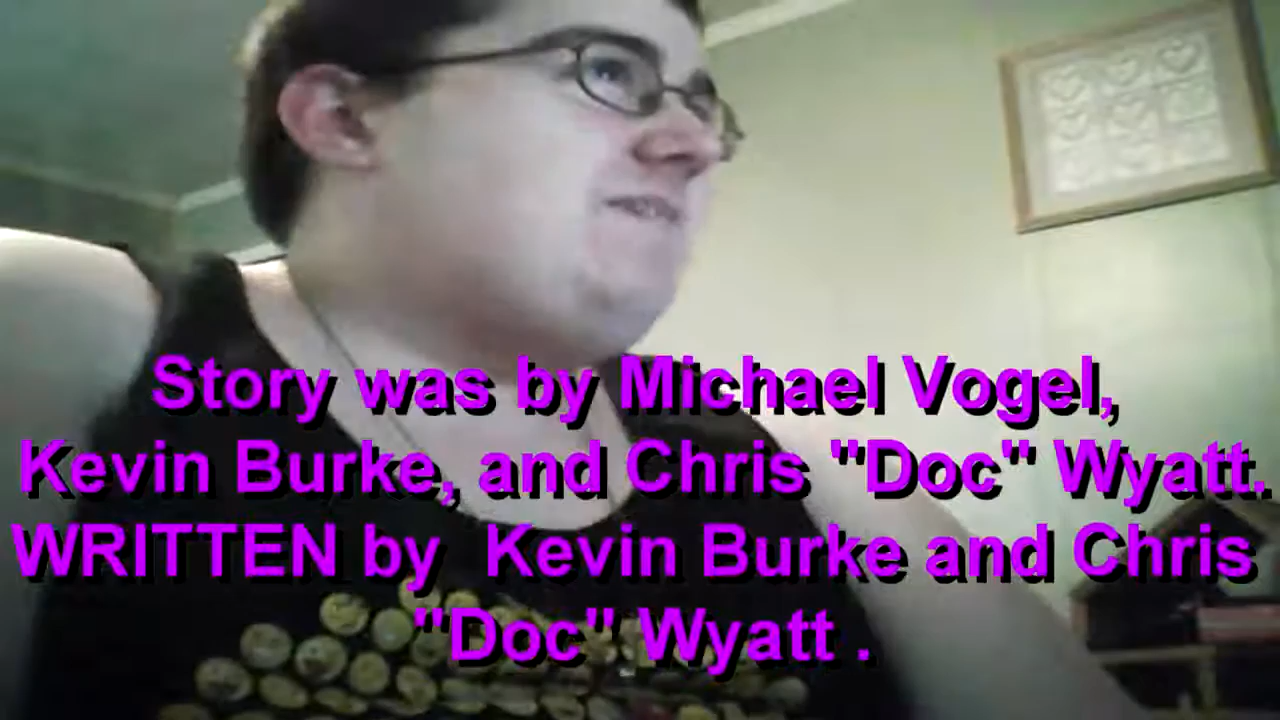 Story was by Michael Vogel,
Kevin Burke, and Chris "Doc" Wyatt.
WRITTEN by  Kevin Burke and Chris
"Doc" Wyatt .